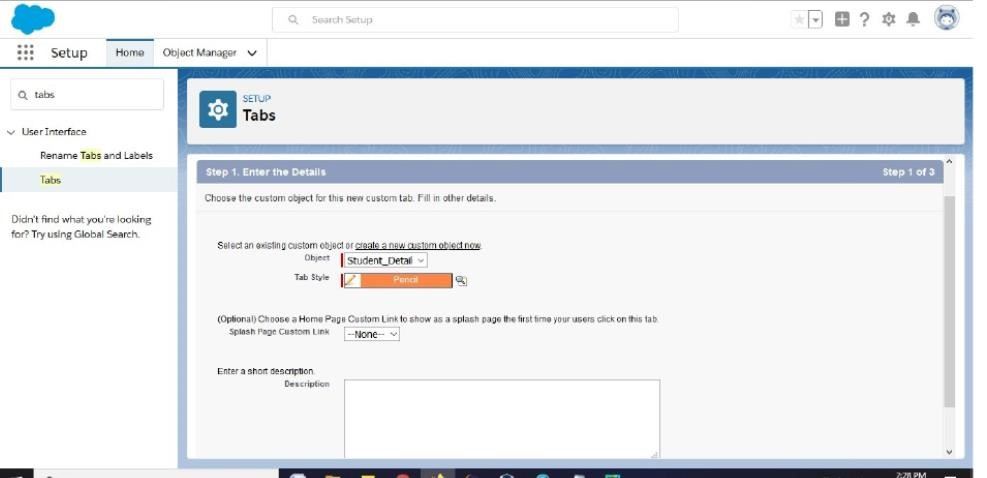 Search Setup
Setup
Home
Object Manager
tabs
User Interface
Rename Tabs and Labels
Tabs
Didn't find what you're looking
for? Try using Global Search.
SETUP
Tabs
Step 1. Enter the Details
Step 1 of 3
Choose the custom object for this new custom tab. Fill in other details.
Select an existing custom object or create a new custom object now.
Object
Student_Detail
Tab Style
Pencil
(Optional) Choose a Home Page Custom Link to show as a splash page the first time your users click on this tab.
Splash Page Custom Link
--None--
Enter a short description.
Description
2:28 PM